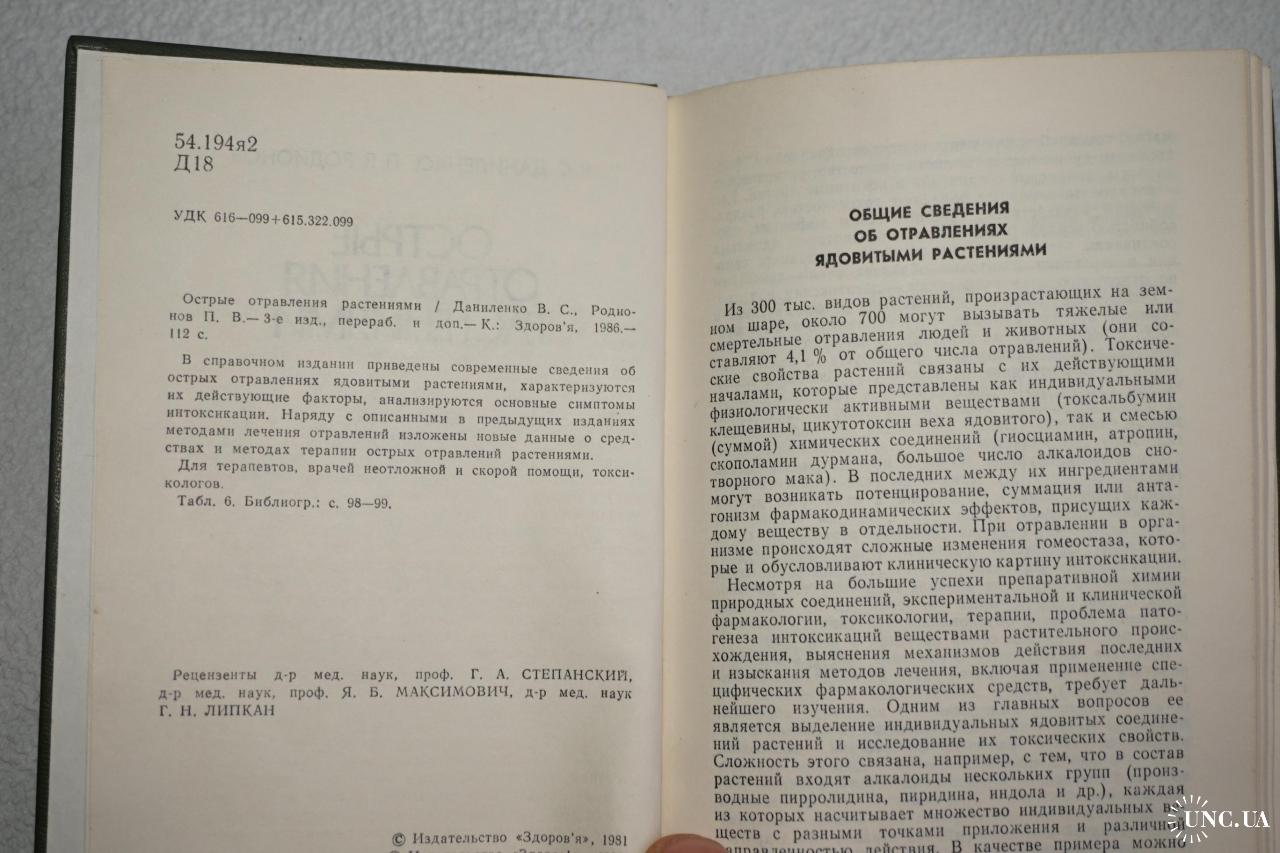 54.194я2
Д18
УДК 616—099+615.322.099
Острые отравления растениями / Даниленко В. С., Родио-
нов П. В.— 3-е изд., перераб. и доп.— К.: Здоров'я, 1986.—
112 с.
В справочном издании приведены современные сведения об
острых отравлениях ядовитыми растениями, характеризуются
их действующие факторы, анализируются основные симптомы
интоксикации. Наряду с описанными в предыдущих изданиях
методами лечения отравлений изложены новые данные о сред-
ствах и методах терапии острых отравлений растениями.
Для терапевтов, врачей неотложной и скорой помощи, токси-
кологов.
Табл. 6. Библиогр.: с. 98—99.
Рецензенты д-р мед. наук, проф. Г. А. СТЕПАНСКИЙ,
д-р мед. наук, проф. Я. Б. МАКСИМОВИЧ, д-р мед. наук
Г. Н. ЛИПКАН
© Издательство «Здоров'я», 1981
ОБЩИЕ СВЕДЕНИЯ
ОБ ОТРАВЛЕНИЯХ
ЯДОВИТЫМИ РАСТЕНИЯМИ
Из 300 тыс. видов растений, произрастающих на зем-
ном шаре, около 700 могут вызывать тяжелые или
смертельные отравления людей и животных (они со-
ставляют 4,1 % от общего числа отравлений). Токсиче-
ские свойства растений связаны с их действующими
началами, которые представлены как индивидуальными
физиологически активными веществами (токсальбумин
клещевины, цикутотоксин веха ядовитого), так и смесью
(суммой) химических соединений (гиосциамин, атропин,
скополамин дурмана, большое число алкалоидов сно-
творного мака). В последних между их ингредиентами
могут возникать потенцирование, суммация или анта-
гонизм фармакодинамических эффектов, присущих каж-
дому веществу в отдельности. При отравлении в орга-
низме происходят сложные изменения гомеостаза, кото-
рые и обусловливают клиническую картину интоксикации.
Несмотря на большие успехи препаративной химии
природных соединений, экспериментальной и клинической
фармакологии, токсикологии, терапии, проблема пато-
генеза интоксикаций веществами растительного проис-
хождения, выяснения механизмов действия последних
и изыскания методов лечения, включая применение спе-
цифических фармакологических средств, требует даль-
нейшего изучения. Одним из главных вопросов ее
является выделение индивидуальных ядовитых соедине-
ний растений и исследование их токсических свойств.
Сложность этого связана, например, с тем, что в состав
растений входят алкалоиды нескольких групп (произ-
водные пирролидина, пиридина, индола и др.), каждая
из которых насчитывает множество индивидуальных ве-
ществ с разными точками приложения и различной
направленностью действия. В качестве примера можно
UNC.UA